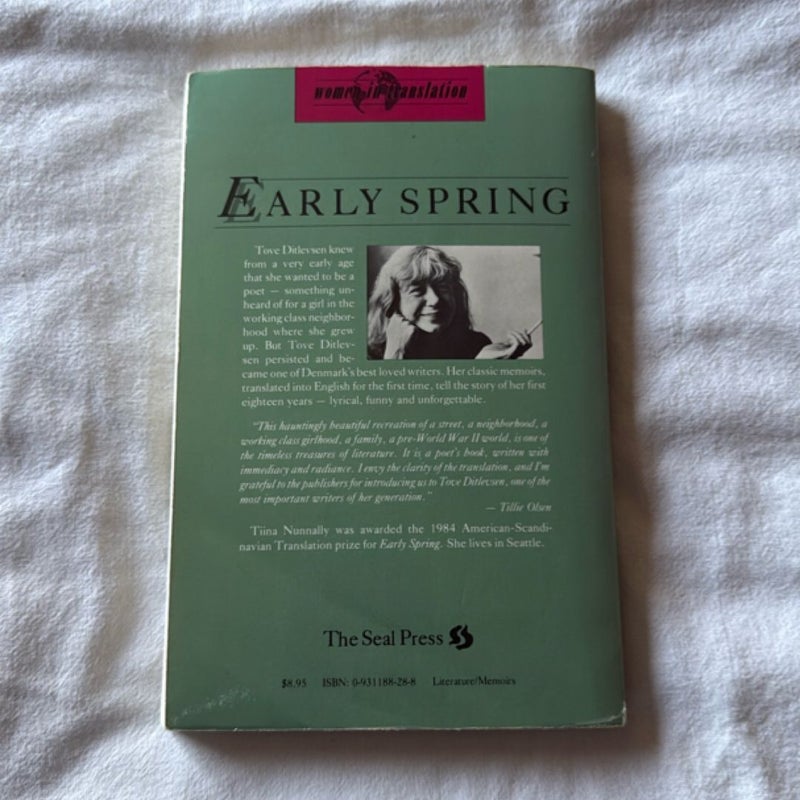 women in translation
EARLY SPRING
Tove Ditlevsen knew
from a very early age
that she wanted to be a
poet — something un-
heard of for a girl in the
working class neighbor-
hood where she grew
up. But Tove Ditlev-
sen persisted and be-
came one of Denmark's best loved writers. Her classic memoirs,
translated into English for the first time, tell the story of her first
eighteen years — lyrical, funny and unforgettable.
"This hauntingly beautiful recreation of a street, a neighborhood, a
working class girlhood, a family, a pre-World War II world, is one of
the timeless treasures of literature. It is a poet's book, written with
immediacy and radiance. I envy the clarity of the translation, and I'm
grateful to the publishers for introducing us to Tove Ditlevsen, one of the
most important writers of her generation."
— Tillie Olsen
Tiina Nunnally was awarded the 1984 American-Scandi-
navian Translation prize for Early Spring. She lives in Seattle.
The Seal Press
$8.95 ISBN: 0-931188-28-8 Literature/Memoirs